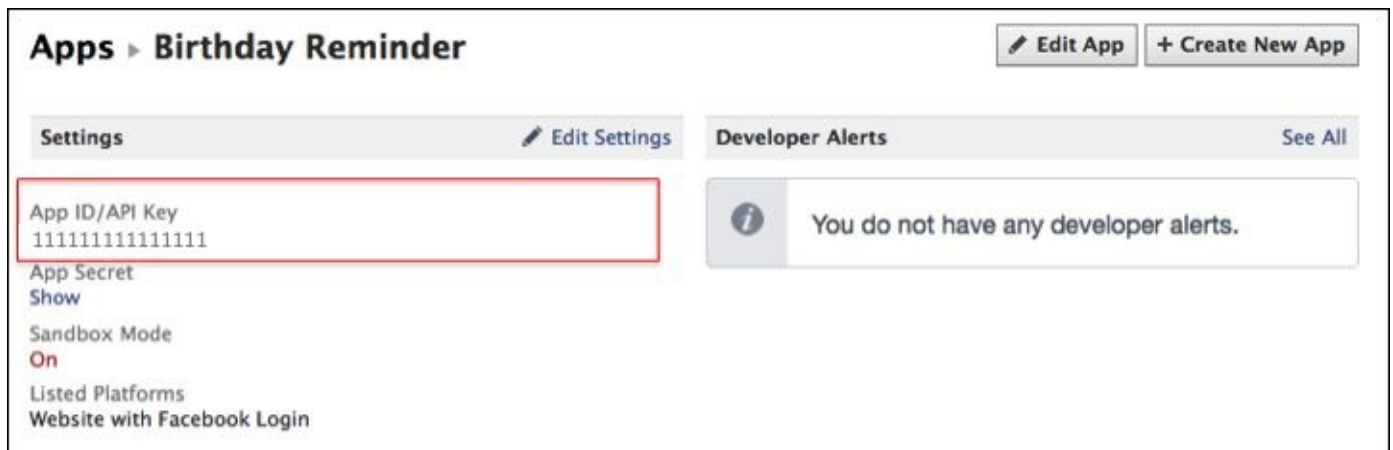 Apps ▸ Birthday Reminder
Edit App
+ Create New App
Settings
Edit Settings
App ID/API Key
111111111111111
App Secret
Show
Sandbox Mode
On
Listed Platforms
Website with Facebook Login
Developer Alerts
See All
You do not have any developer alerts.